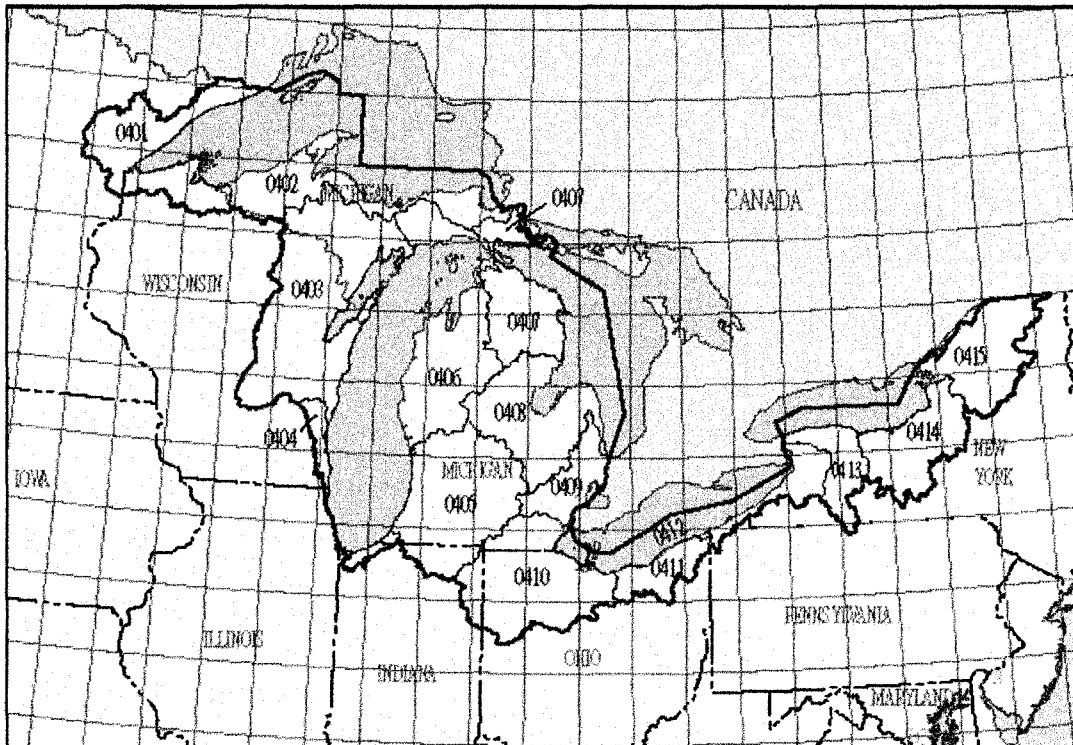 0401
0402
MICHIGAN
0407
CANADA
WISCONSIN
0403
0407
0415
0406
0408
0404
0414
MICHIGAN
NEW
YORK
IOWA
0405
0409
0413
0412
0410
0411
PENNSYLVANIA
ILLINOIS
INDIANA
OHIO
MARYLAND